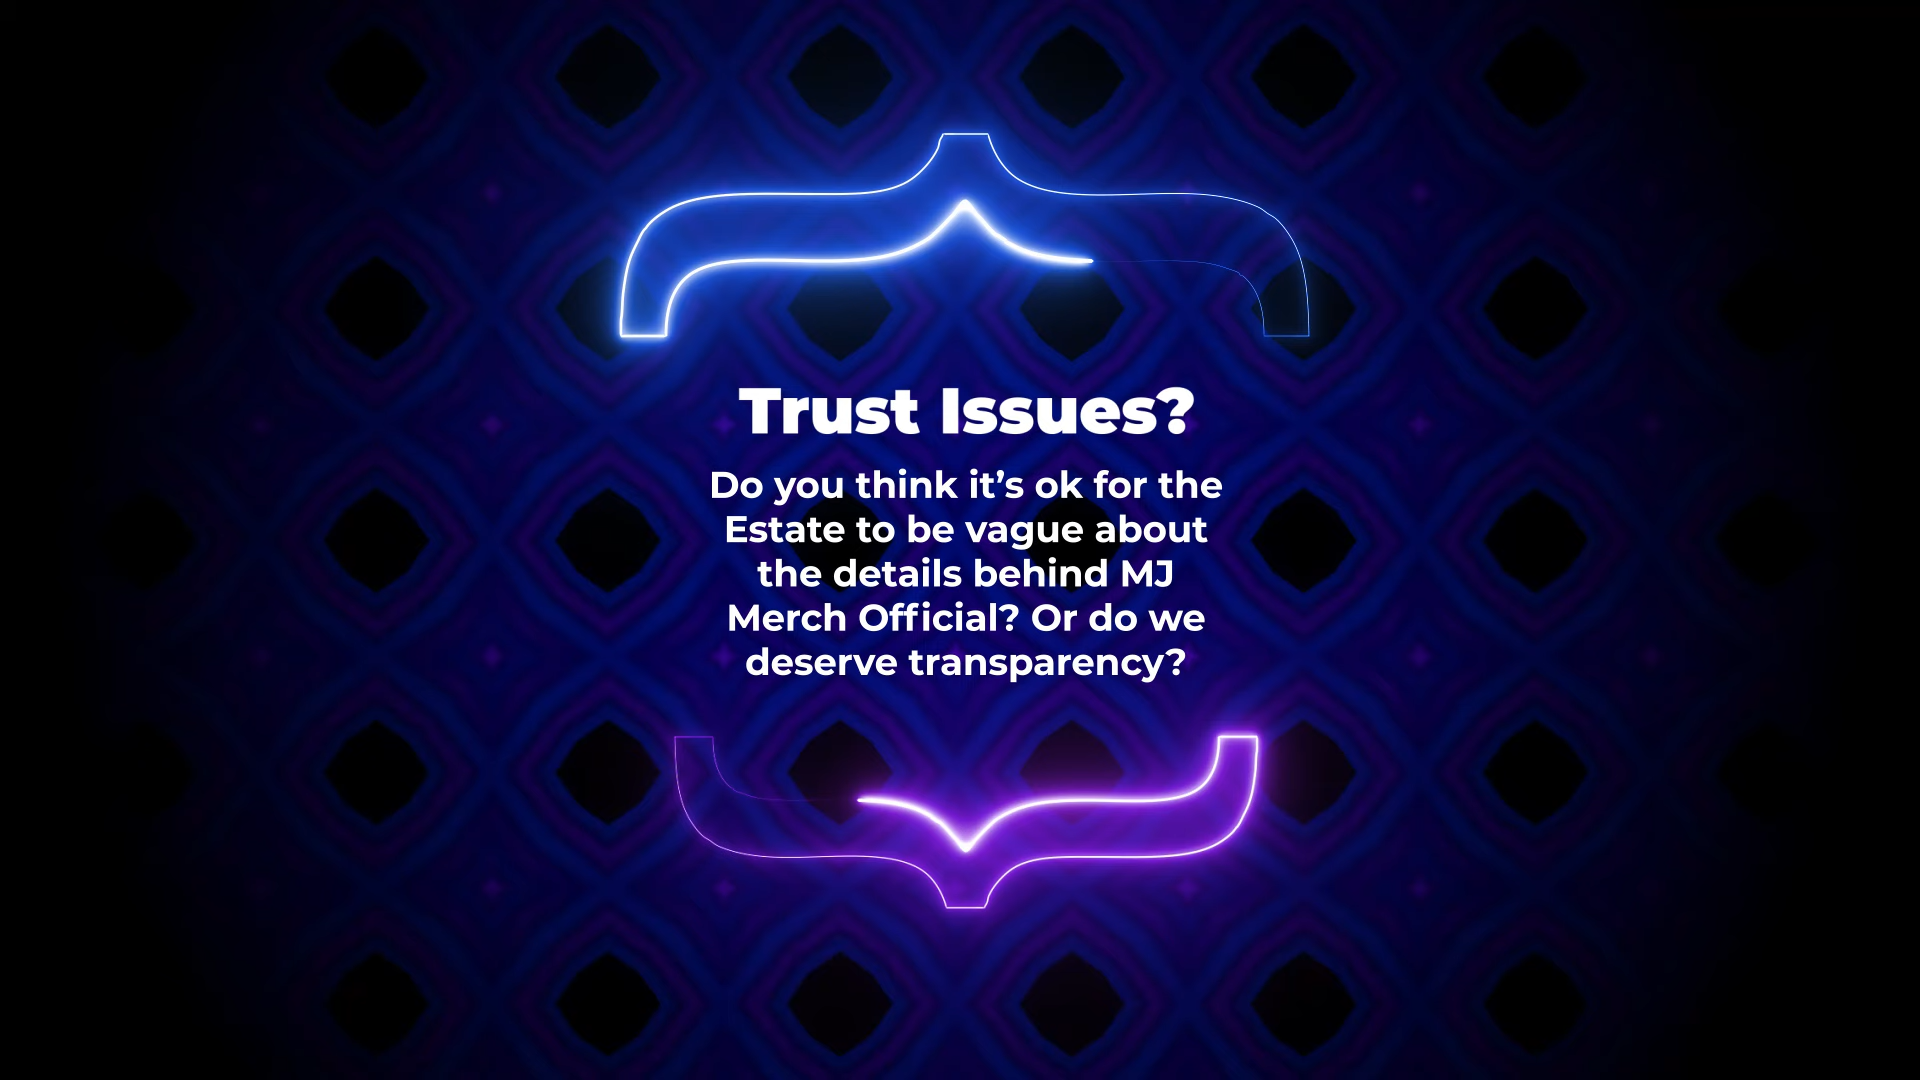 Trust Issues?
Do you think it’s ok for the
Estate to be vague about
the details behind MJ
Merch Official? Or do we
deserve transparency?